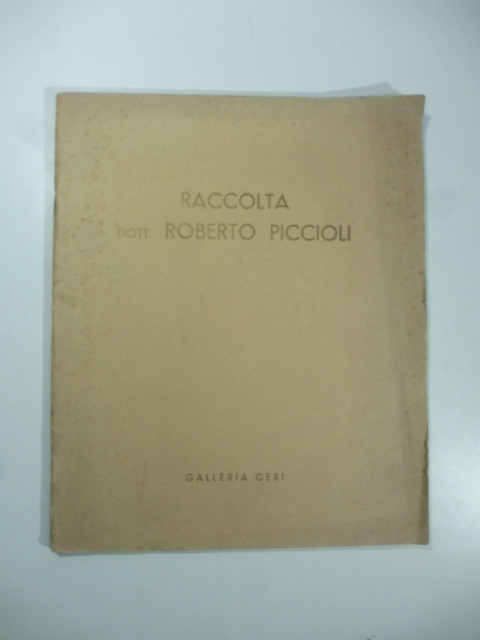 RACCOLTA
DOTT. ROBERTO PICCIOLI
GALLERIA GERI